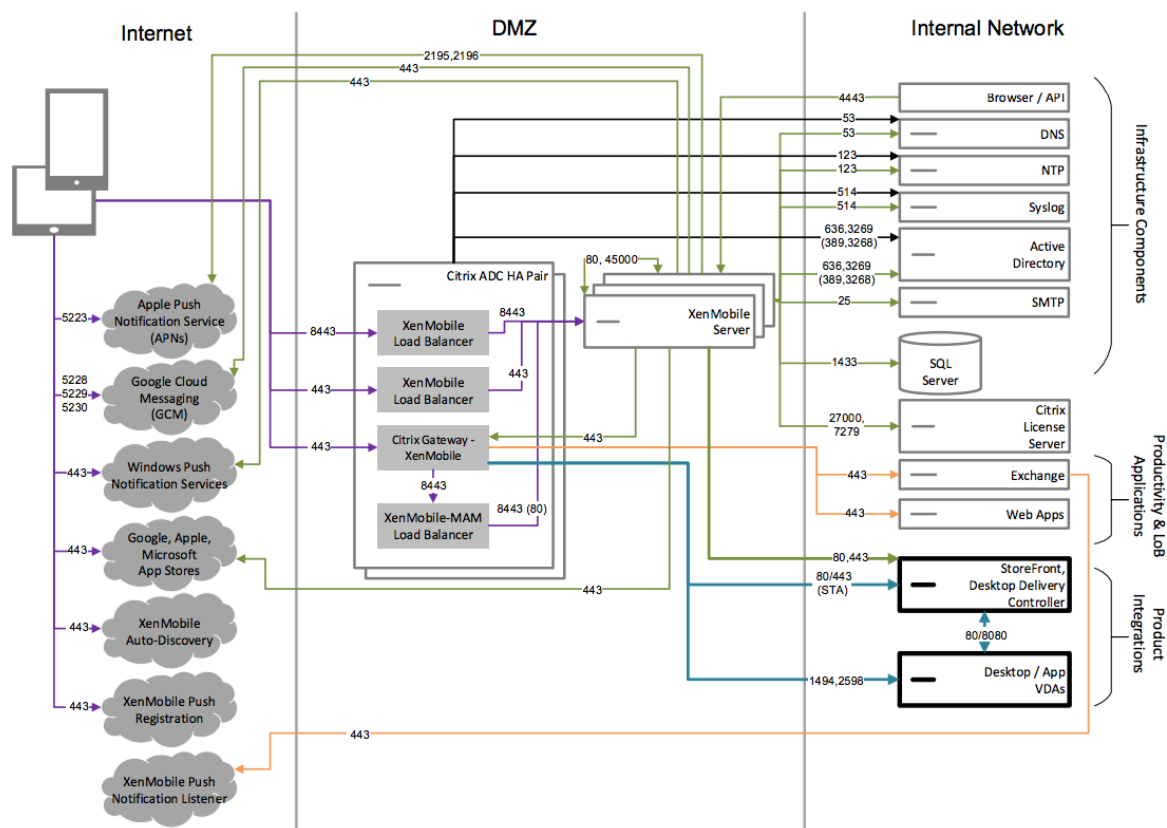 Internet
DMZ
Internal Network
2195,2196
443
443
4443
Browser / API
53
53
DNS
123
123
NTP
514
514
Syslog
636,3269
(389,3268)
636,3269
(389,3268)
Active
Directory
25
SMTP
1433
SQL
Server
27000,
7279
Citrix
License
Server
Infrastructure Components
Citrix ADC HA Pair
80, 45000
XenMobile
Server
5223
Apple Push
Notification Service
(APNs)
8443
XenMobile
Load Balancer
8443
5228
5229
5230
Google Cloud
Messaging
(GCM)
443
XenMobile
Load Balancer
443
443
Citrix Gateway -
XenMobile
443
8443
XenMobile-MAM
Load Balancer
8443 (80)
443
Windows Push
Notification Services
443
Exchange
443
Web Apps
Productivity & LoB
Applications
443
Google, Apple,
Microsoft
App Stores
443
80,443
80/443
(STA)
StoreFront,
Desktop Delivery
Controller
80/8080
1494,2598
Desktop / App
VDAs
Product
Integrations
443
XenMobile
Auto-Discovery
443
XenMobile Push
Registration
443
XenMobile Push
Notification Listener